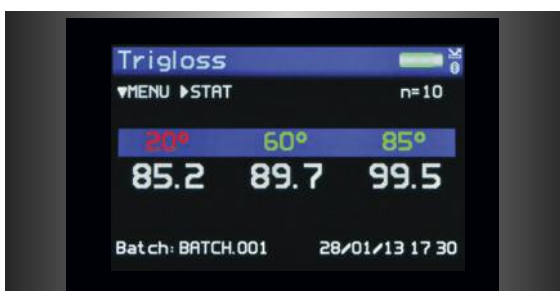 Trigloss
▼MENU ▶STAT n=10
20° 60° 85°
85.2 89.7 99.5
Batch: BATCH.001 28/01/13 17 30